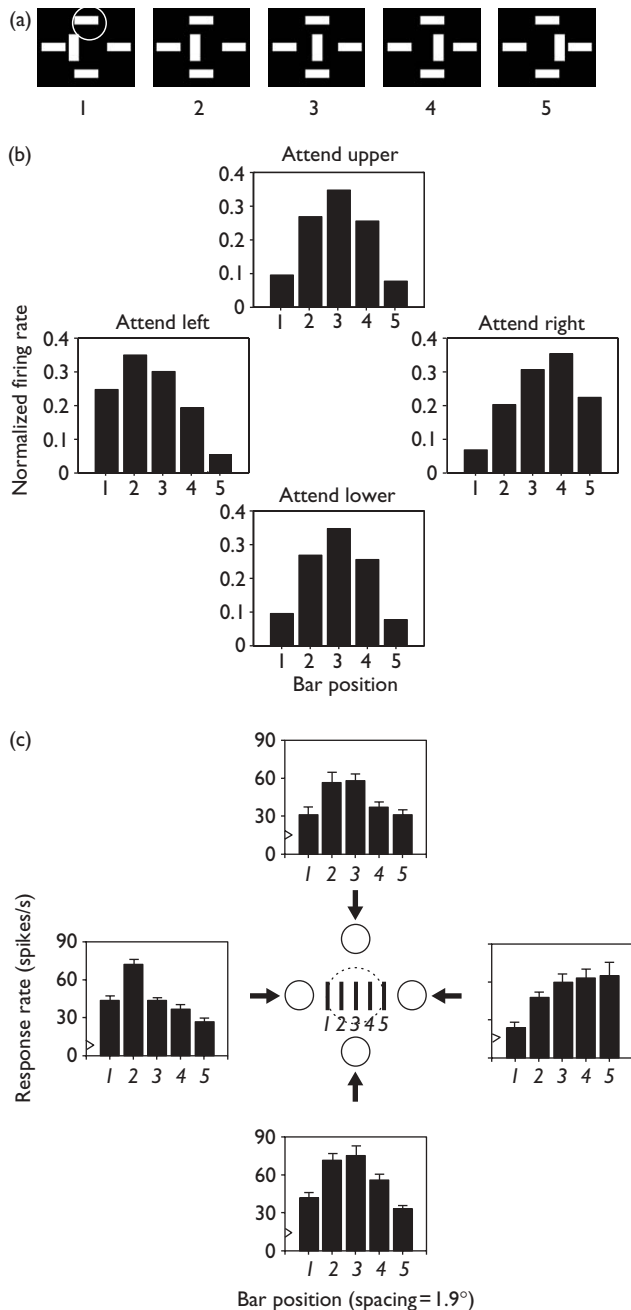 (a)
1 2 3 4 5
(b)
Attend upper
0.4
0.3
0.2
0.1
0
1 2 3 4 5
Normalized firing rate
Attend left
0.4
0.3
0.2
0.1
0
1 2 3 4 5
Attend right
0.4
0.3
0.2
0.1
0
1 2 3 4 5
Attend lower
0.4
0.3
0.2
0.1
0
1 2 3 4 5
Bar position
(c)
90
60
30
0
1 2 3 4 5
Response rate (spikes/s)
90
60
30
0
1 2 3 4 5
1 2 3 4 5
1 2 3 4 5
90
60
30
0
1 2 3 4 5
Bar position (spacing=1.9°)